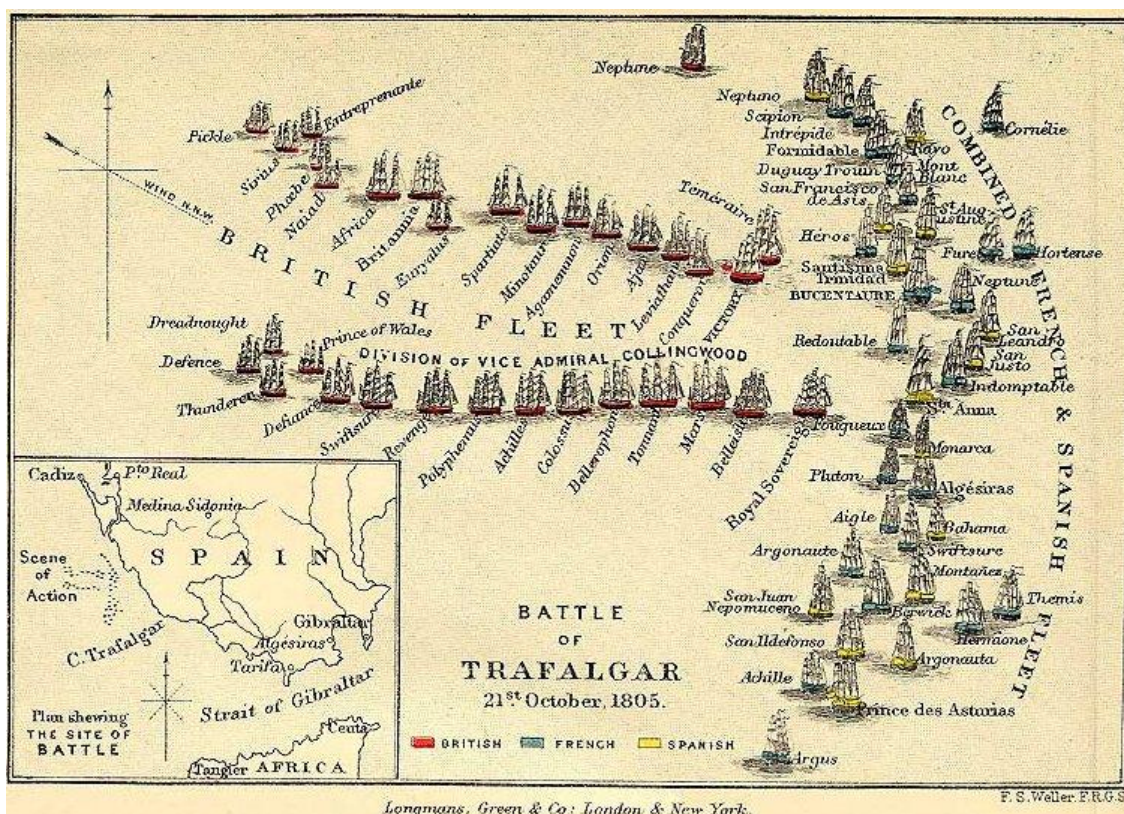 Neptune
Neptuno
Scipion
Intrépide
Formidable
Duguay Trouin
San Francisco
de Asis
Rayo
Mont
Blanc
Cornélie
St Aug
ustine
Héros
Santisma
Trinidad
BUCENTAURE
Furet
Hortense
Neptune
Redoutable
San
Leandro
San
Justo
Indomptable
Sta Anna
Fougueux
Monarca
Pluton
Algésiras
Aigle
Bahama
Swiftsure
Argonaute
Montañez
San Juan
Nepomuceno
Berwick
Themis
Hermione
San Ildefonso
Argonauta
Achille
Prince des Asturias
Argus
COMBINED FRENCH & SPANISH FLEET
Pickle
Entreprenante
Sirius
Phœbe
Naiad
Africa
Britannia
Euryalus
Spartiate
Minotaur
Agamemnon
Orion
Ajax
Leviathan
Conqueror
VICTORY
Téméraire
WIND N.N.W.
BRITISH FLEET
DIVISION OF VICE ADMIRAL COLLINGWOOD
Dreadnought
Prince of Wales
Defence
Thunderer
Defiance
Swiftsure
Revenge
Polyphemus
Achilles
Colossus
Bellerophon
Tonnant
Mars
Belleisle
Royal Sovereign
Cadiz
Pto Real
Medina Sidonia
SPAIN
Scene
of
Action
C. Trafalgar
Gibraltar
Algésiras
Tarifa
Strait of Gibraltar
Plan shewing
THE SITE OF
BATTLE
Ceuta
Tangier AFRICA
BATTLE
OF
TRAFALGAR
21st October, 1805.
BRITISH FRENCH SPANISH
F. S. Weller. F.R.G.S.
Longmans, Green & Co; London & New York.